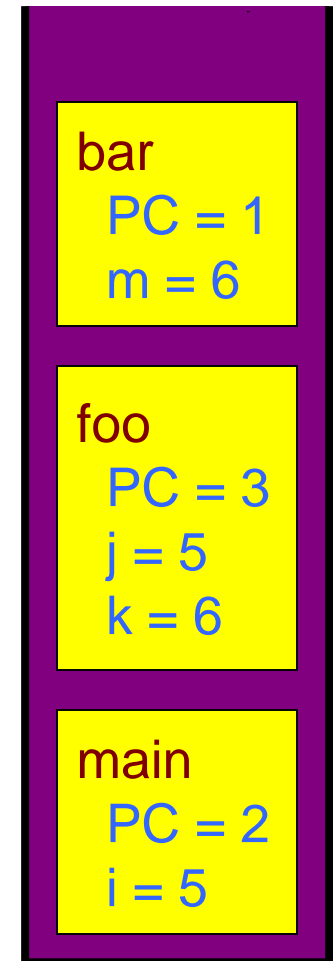 bar
PC = 1
m = 6
foo
PC = 3
j = 5
k = 6
main
PC = 2
i = 5